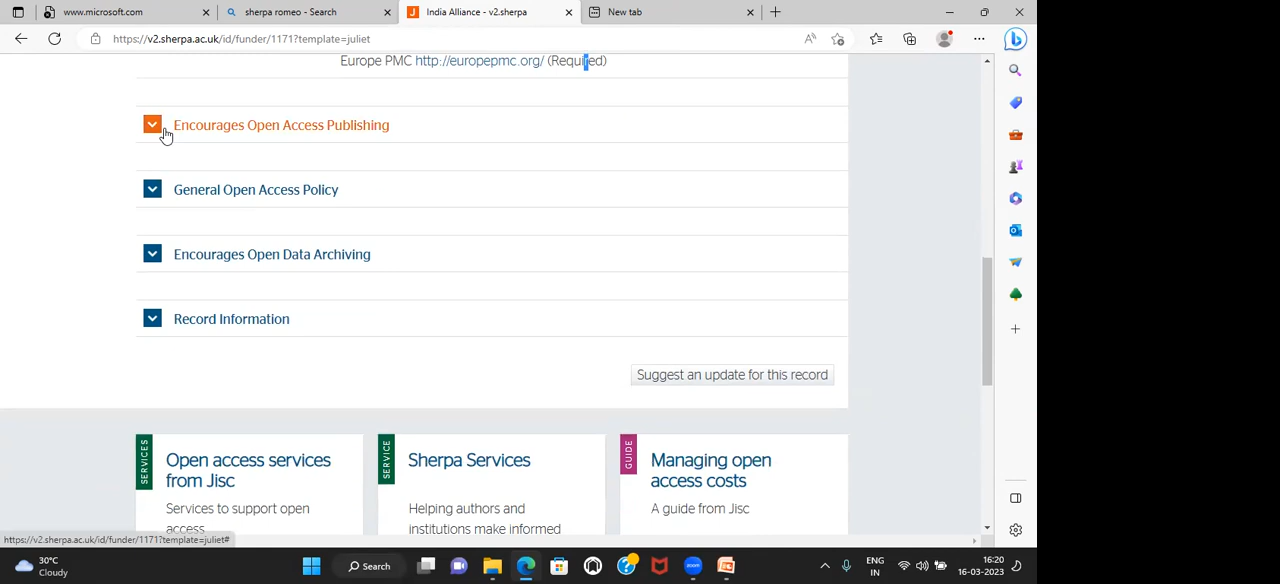 www.microsoft.com
sherpa romeo - Search
India Alliance - v2.sherpa
New tab
https://v2.sherpa.ac.uk/id/funder/1171?template=juliet
Europe PMC http://europepmc.org/ (Required)
Encourages Open Access Publishing
General Open Access Policy
Encourages Open Data Archiving
Record Information
Suggest an update for this record
SERVICES
Open access services
from Jisc
Services to support open
access
SERVICE
Sherpa Services
Helping authors and
institutions make informed
GUIDE
Managing open
access costs
A guide from Jisc
https://v2.sherpa.ac.uk/id/funder/1171?template=juliet#
30°C
Cloudy
Search
zoom
ENG
IN
16:20
16-03-2023